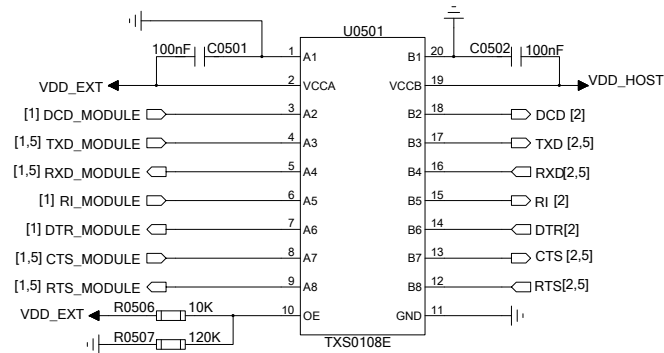 U0501
100nF C0501 1 A1 B1 20 C0502 100nF
VDD_EXT 2 VCCA VCCB 19 VDD_HOST
[1] DCD_MODULE 3 A2 B2 18 DCD [2]
[1,5] TXD_MODULE 4 A3 B3 17 TXD [2,5]
[1,5] RXD_MODULE 5 A4 B4 16 RXD[2,5]
[1] RI_MODULE 6 A5 B5 15 RI [2]
[1] DTR_MODULE 7 A6 B6 14 DTR[2]
[1,5] CTS_MODULE 8 A7 B7 13 CTS [2,5]
[1,5] RTS_MODULE 9 A8 B8 12 RTS[2,5]
VDD_EXT R0506 10K 10 OE GND 11
R0507 120K TXS0108E